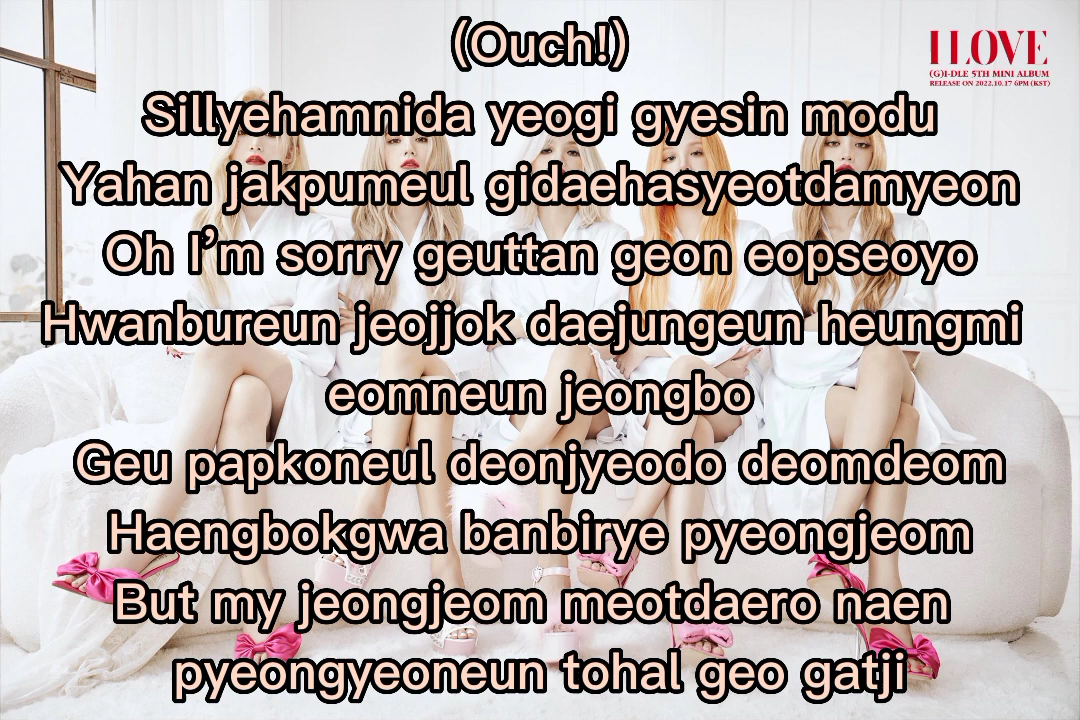 (Ouch!)
I LOVE
(G)I-DLE 5TH MINI ALBUM
RELEASE ON 2022.10.17 6PM (KST)
Sillyehamnida yeogi gyesin modu
Yahan jakpumeul gidaehasyeotdamyeon
Oh I’m sorry geuttan geon eopseoyo
Hwanbureun jeojjok daejungeun heungmi
eomneun jeongbo
Geu papkoneul deonjyeodo deomdeom
Haengbokgwa banbirye pyeongjeom
But my jeongjeom meotdaero naen
pyeongyeoneun tohal geo gatji